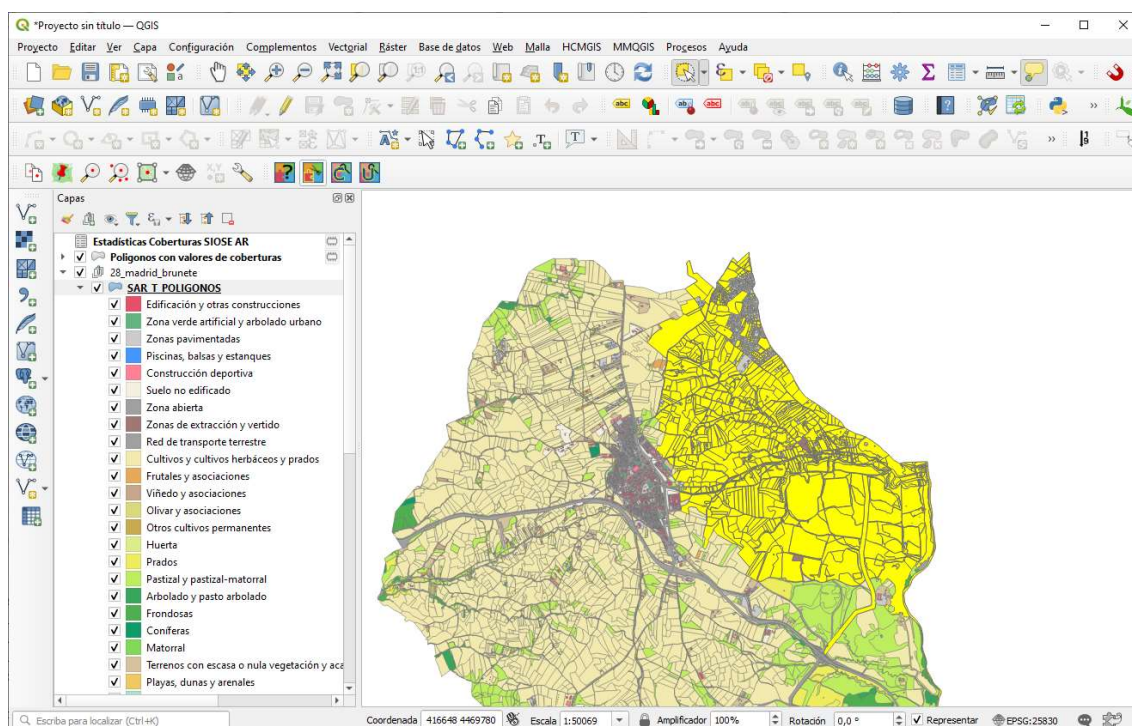 *Proyecto sin título — QGIS
Proyecto Editar Ver Capa Configuración Complementos Vectorial Ráster Base de datos Web Malla HCMGIS MMQGIS Procesos Ayuda
Capas
Estadísticas Coberturas SIOSE AR
Poligonos con valores de coberturas
28_madrid_brunete
SAR_T_POLIGONOS
Edificación y otras construcciones
Zona verde artificial y arbolado urbano
Zonas pavimentadas
Piscinas, balsas y estanques
Construcción deportiva
Suelo no edificado
Zona abierta
Zonas de extracción y vertido
Red de transporte terrestre
Cultivos y cultivos herbáceos y prados
Frutales y asociaciones
Viñedo y asociaciones
Olivar y asociaciones
Otros cultivos permanentes
Huerta
Prados
Pastizal y pastizal-matorral
Arbolado y pasto arbolado
Frondosas
Coníferas
Matorral
Terrenos con escasa o nula vegetación y aca
Playas, dunas y arenales
Escriba para localizar (Ctrl+K) Coordenada 416648 4469780 Escala 1:50069 Amplificador 100% Rotación 0,0 ° Representar EPSG:25830